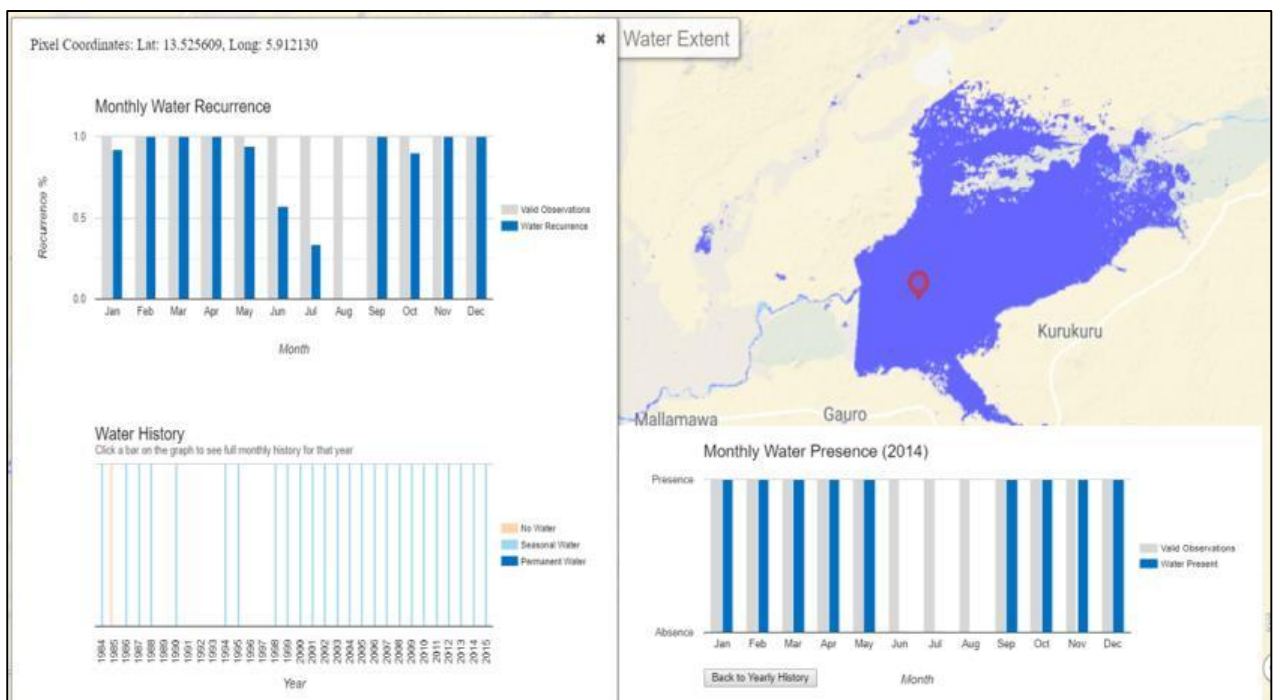 Pixel Coordinates: Lat: 13.525609, Long: 5.912130
✖
Monthly Water Recurrence
Recurrence %
1.0
0.5
0.0
Jan Feb Mar Apr May Jun Jul Aug Sep Oct Nov Dec
Month
Valid Observations
Water Recurrence
Water History
Click a bar on the graph to see full monthly history for that year
No Water
Seasonal Water
Permanent Water
1984 1985 1986 1987 1988 1989 1990 1991 1992 1993 1994 1995 1996 1997 1998 1999 2000 2001 2002 2003 2004 2005 2006 2007 2008 2009 2010 2011 2012 2013 2014 2015
Year
Water Extent
Kurukuru
Mallamawa
Gauro
Monthly Water Presence (2014)
Presence
Absence
Jan Feb Mar Apr May Jun Jul Aug Sep Oct Nov Dec
Valid Observations
Water Present
Back to Yearly History
Month